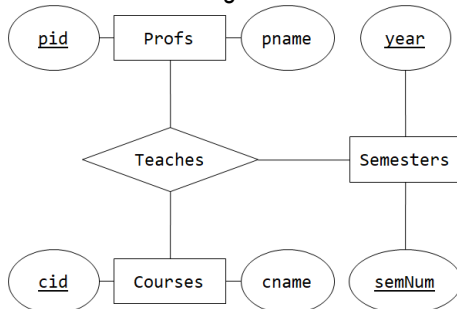 pid Profs pname year
Teaches Semesters
cid Courses cname semNum